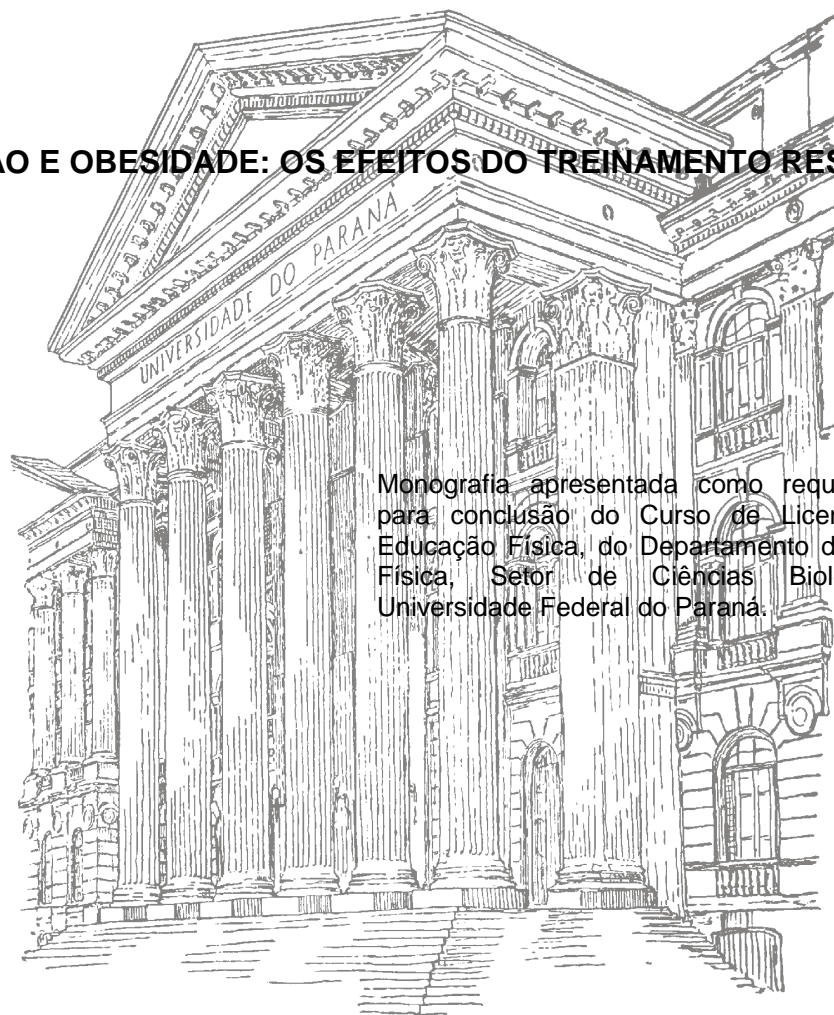 ÃO E OBESIDADE: OS EFEITOS DO TREINAMENTO RES
UNIVERSIDADE DO PARANÁ
Monografia apresentada como requ
para conclusão do Curso de Licen
Educação Física, do Departamento d
Física, Setor de Ciências Biol
Universidade Federal do Paraná.